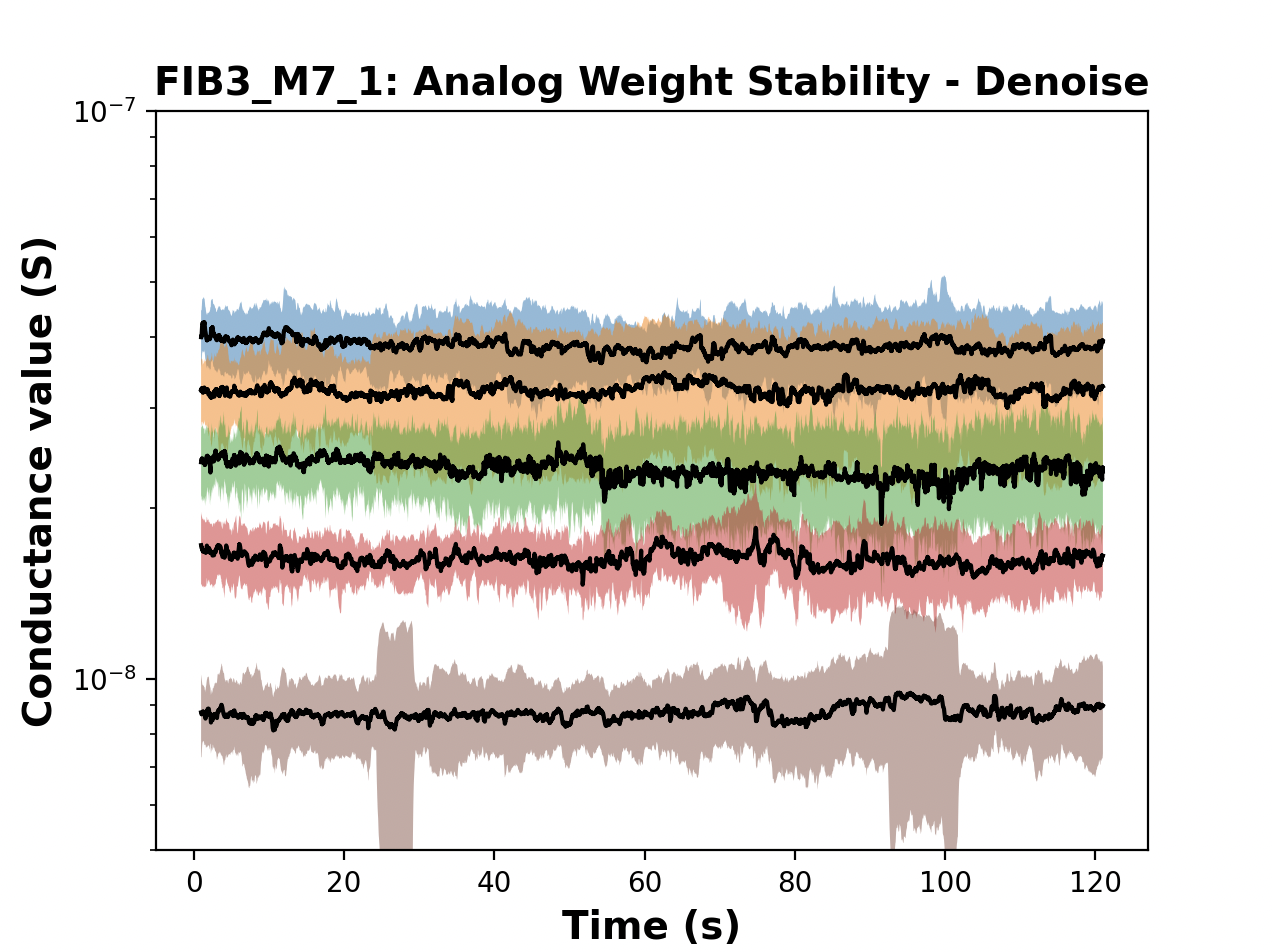 FIB3_M7_1: Analog Weight Stability - Denoise
10⁻⁷
10⁻⁸
Conductance value (S)
0 20 40 60 80 100 120
Time (s)